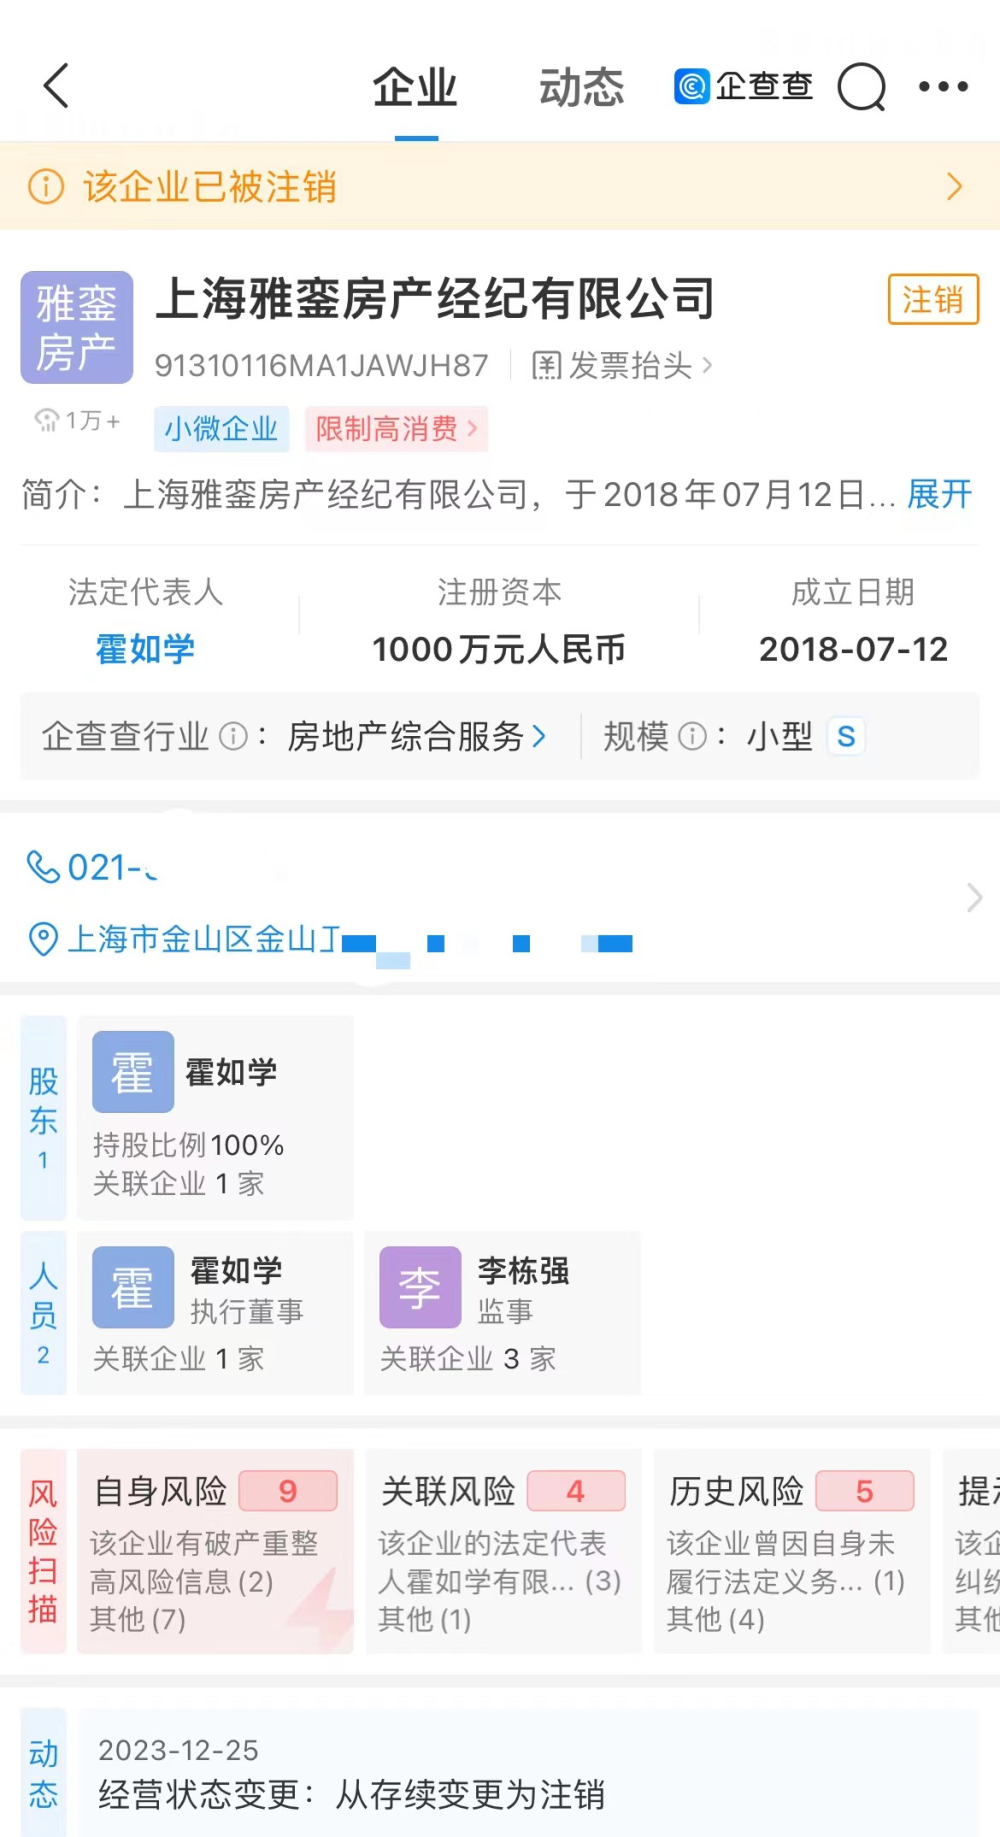 企业 动态 企查查
该企业已被注销
雅銮房产
上海雅銮房产经纪有限公司
注销
91310116MA1JAWJH87 发票抬头
1万+
小微企业 限制高消费
简介：上海雅銮房产经纪有限公司，于2018年07月12日... 展开
法定代表人 注册资本 成立日期
霍如学 1000万元人民币 2018-07-12
企查查行业：房地产综合服务 规模：小型 S
021-
上海市金山区金山
股东 1
霍 霍如学
持股比例100%
关联企业 1 家
人员 2
霍 霍如学
执行董事
关联企业 1 家
李 李栋强
监事
关联企业 3 家
风险扫描
自身风险 9
该企业有破产重整
高风险信息(2)
其他(7)
关联风险 4
该企业的法定代表
人霍如学有限... (3)
其他(1)
历史风险 5
该企业曾因自身未
履行法定义务... (1)
其他(4)
提
该
纠
其
动态
2023-12-25
经营状态变更：从存续变更为注销